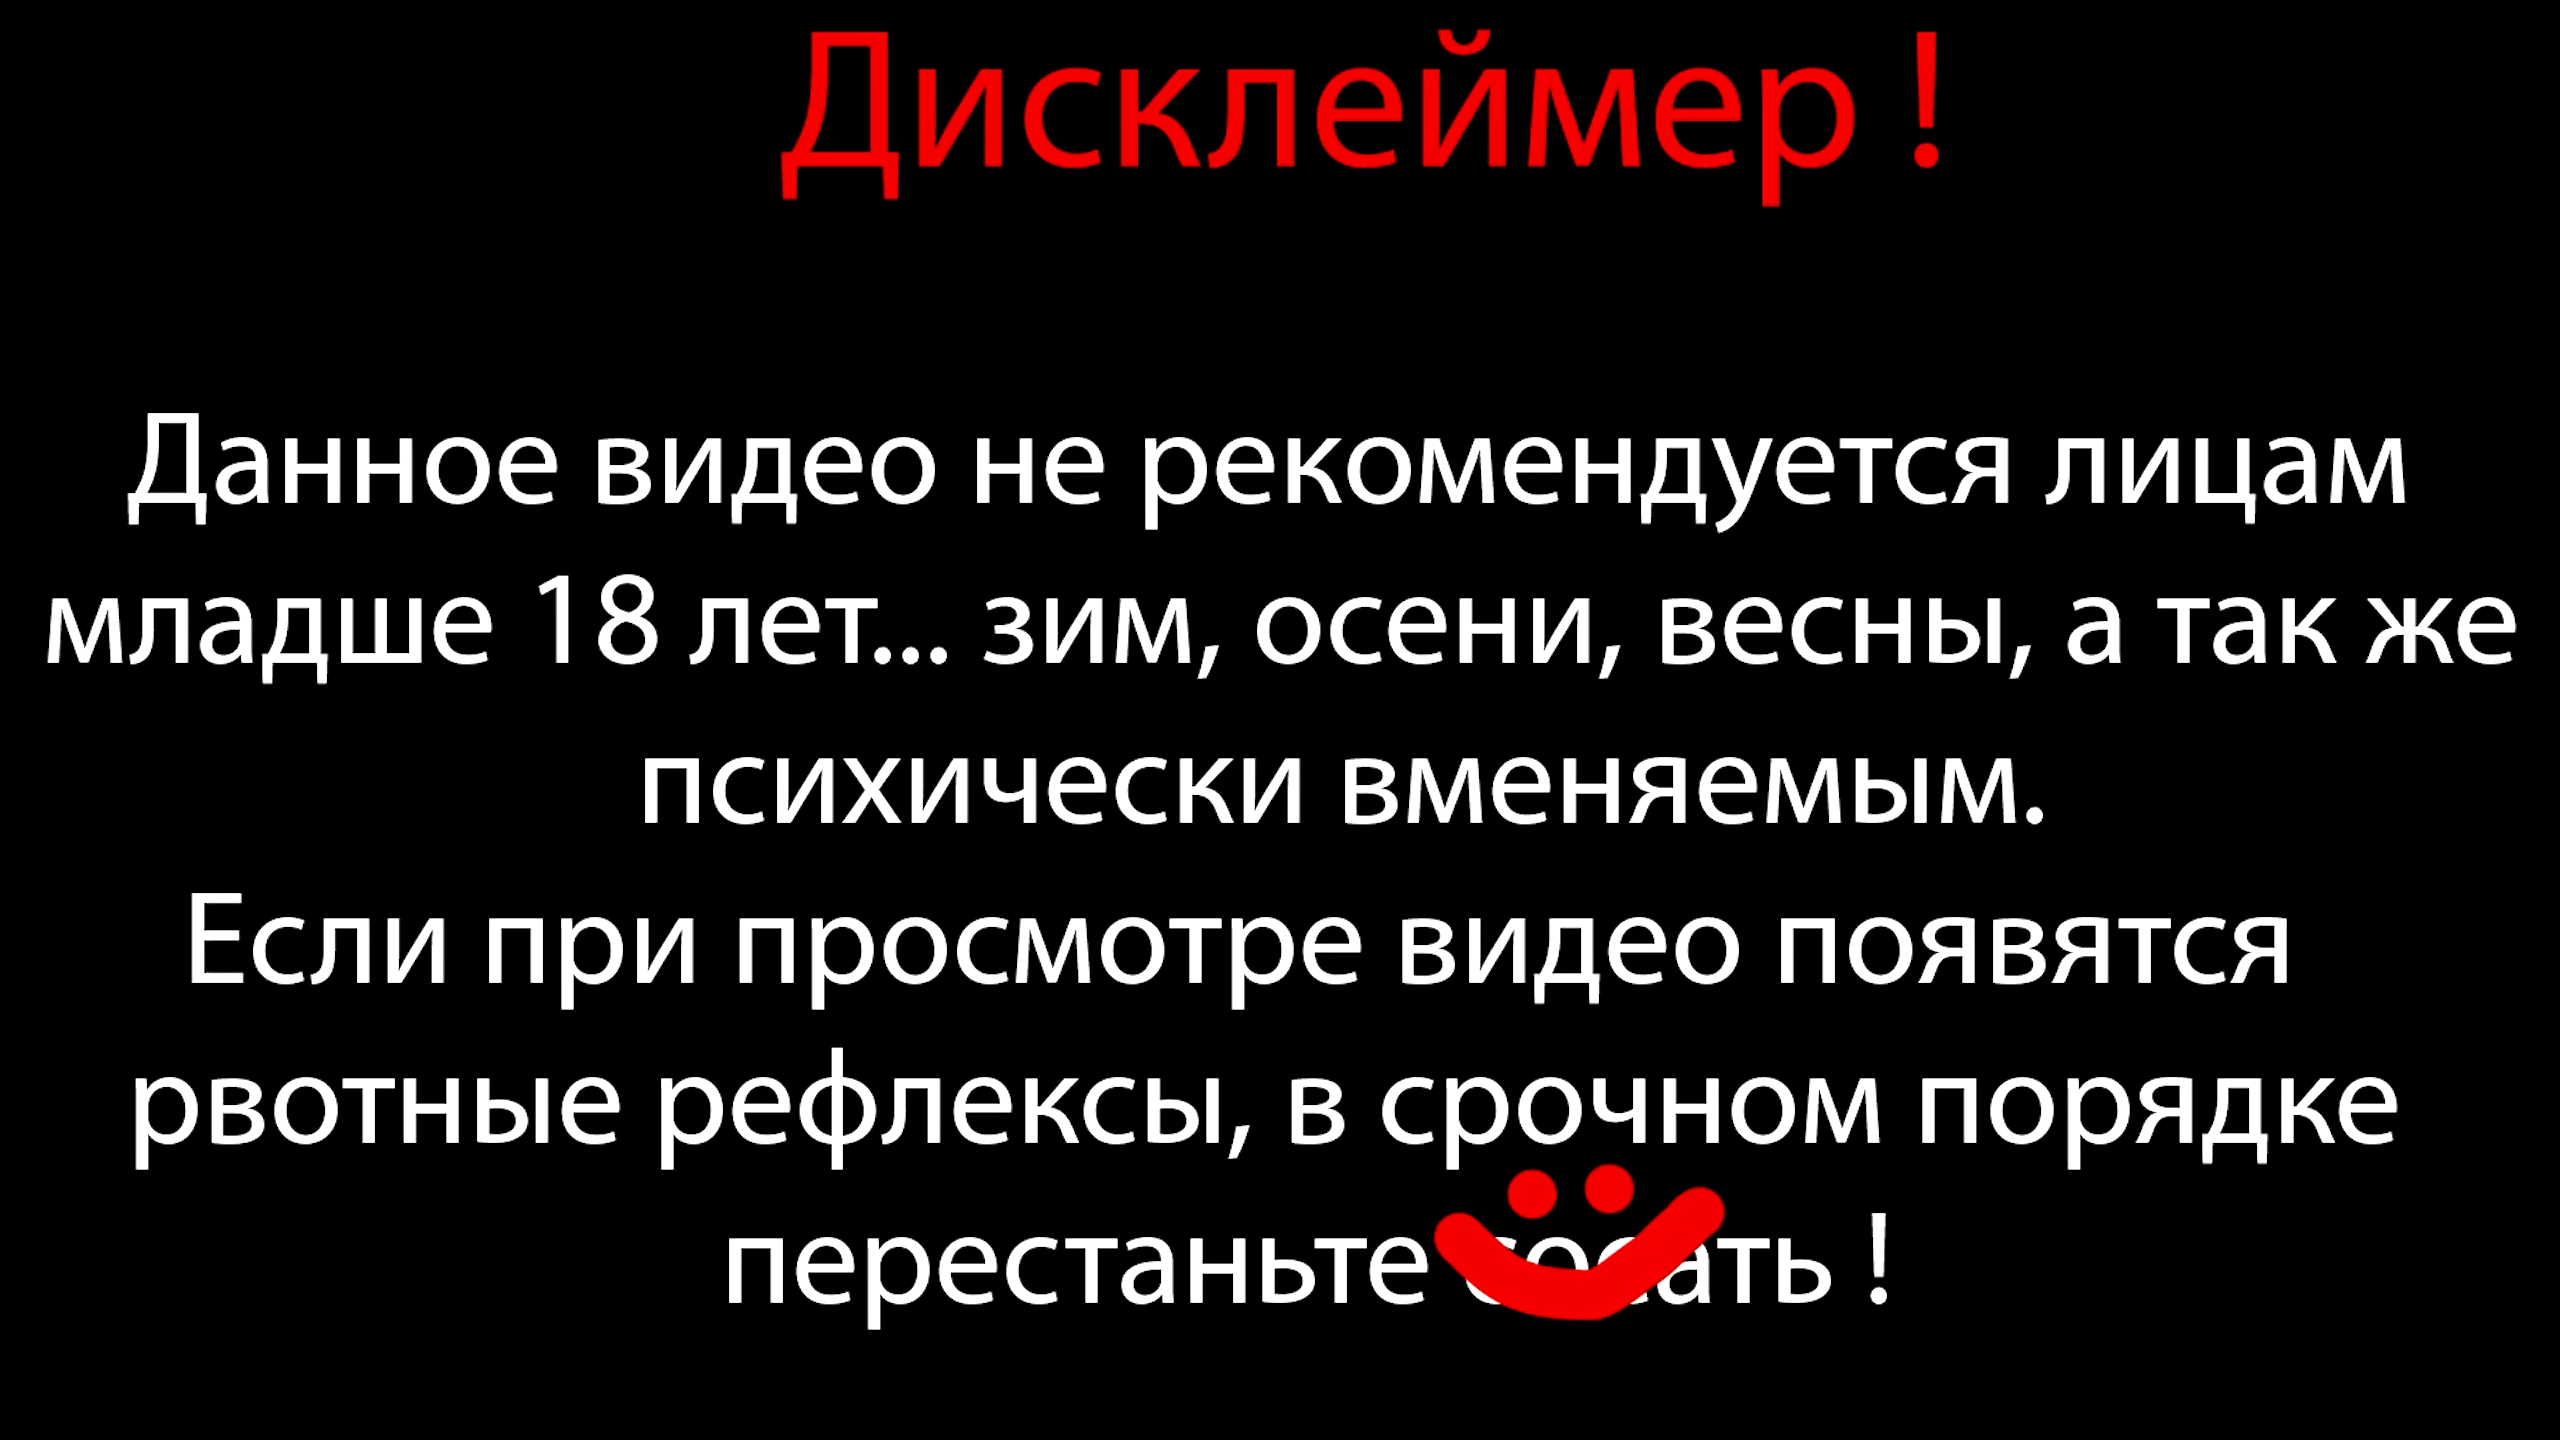 Дисклеймер !
Данное видео не рекомендуется лицам
младше 18 лет... зим, осени, весны, а так же
психически вменяемым.
Если при просмотре видео появятся
рвотные рефлексы, в срочном порядке
перестаньте сосать !